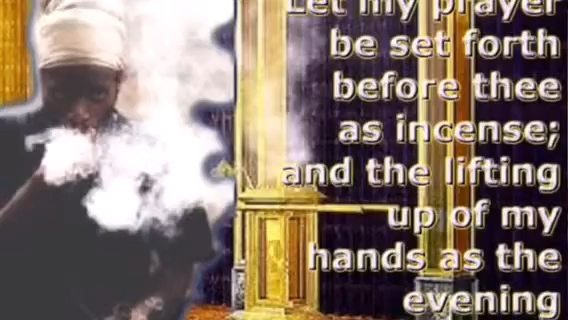 Let my prayer
be set forth
before thee
as incense;
and the lifting
up of my
hands as the
evening